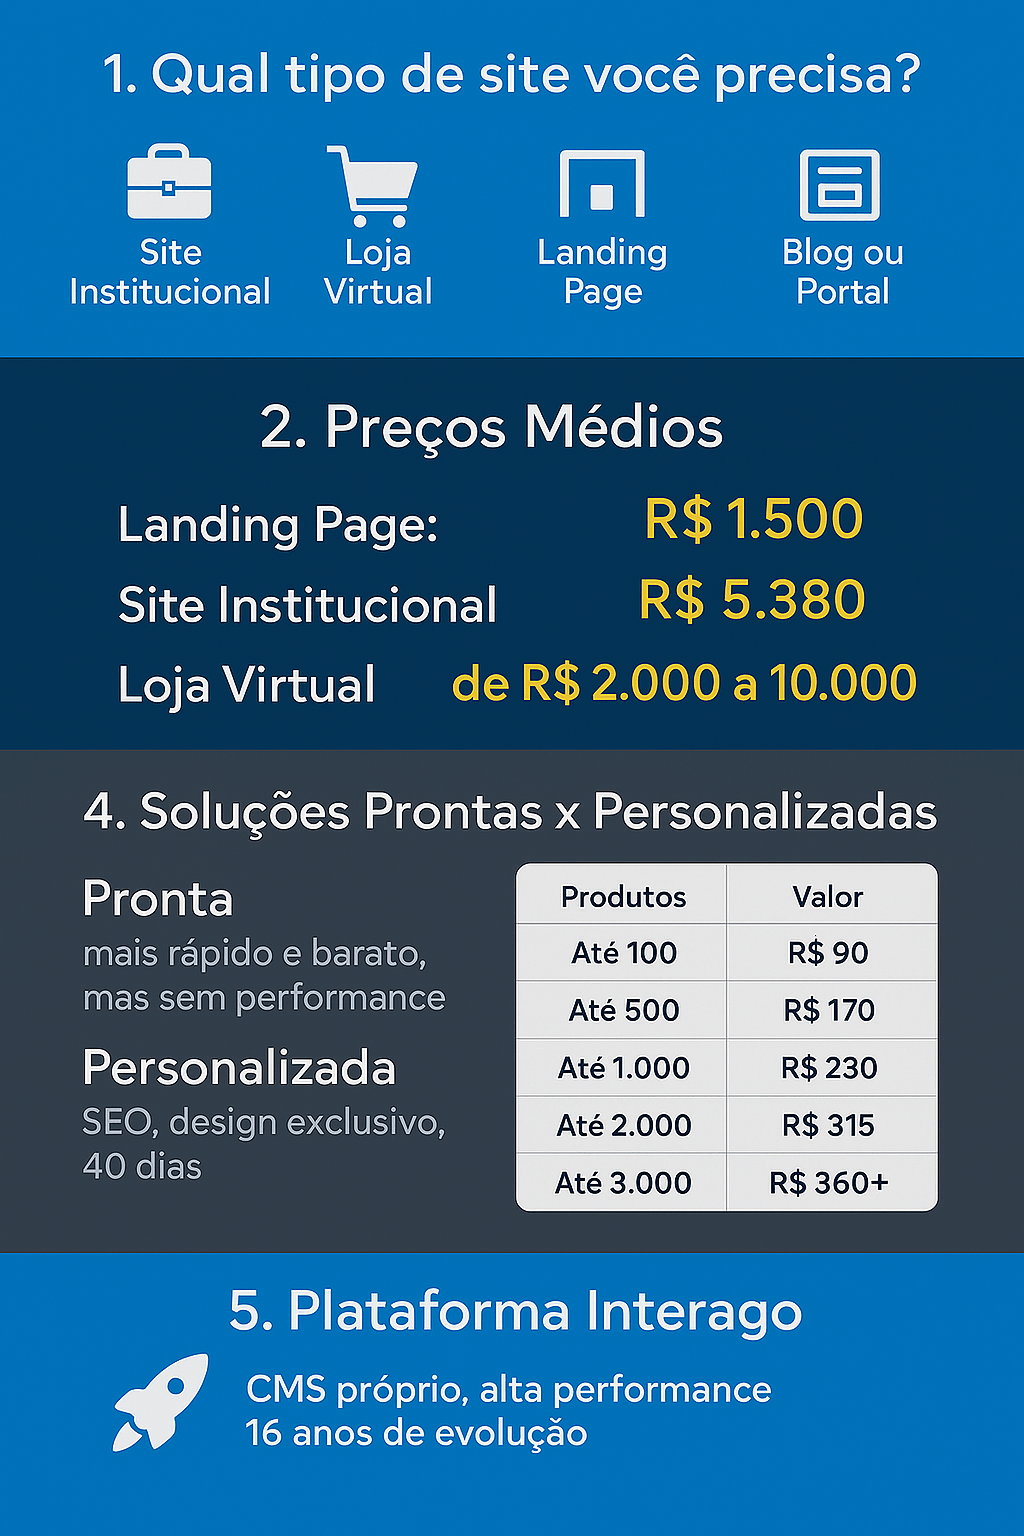 1. Qual tipo de site você precisa?
Site
Institucional
Loja
Virtual
Landing
Page
Blog ou
Portal
2. Preços Médios
Landing Page: R$ 1.500
Site Institucional R$ 5.380
Loja Virtual de R$ 2.000 a 10.000
4. Soluções Prontas x Personalizadas
Pronta
mais rápido e barato,
mas sem performance
Personalizada
SEO, design exclusivo,
40 dias
Produtos Valor
Até 100 R$ 90
Até 500 R$ 170
Até 1.000 R$ 230
Até 2.000 R$ 315
Até 3.000 R$ 360+
5. Plataforma Interago
CMS próprio, alta performance
16 anos de evolução